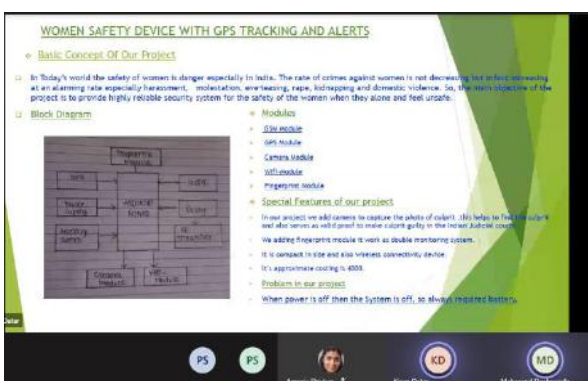 WOMEN SAFETY DEVICE WITH GPS TRACKING AND ALERTS
Basic Concept Of Our Project
In Today's world the safety of women is danger especially in India. The rate of crimes against women is not decreasing but infact increasing
at an alarming rate especially harassment, molestation, eve-teasing, rape, kidnapping and domestic violence. So, the main objective of the
project is to provide highly reliable security system for the safety of the women when they alone and feel unsafe.
Block Diagram
Fingerprint
Power
Supply
Camera
Module
Module
Modules
GSM Module
GPS Module
Camera Module
Wifi Module
Fingerprint Module
Special Features of our project
In our project we add camera to capture the photo of culprit .this helps to find the culprit
and also serves as valid proof to make culprit guilty in the Indian Judicial court.
We adding fingerprint module it work as double monitoring system.
It is compact in size and also wireless connectivity device.
It's approximate costing is 4000.
Problem in our project
When power is off then the System is off, so always required battery.
PS
PS
KD
MD